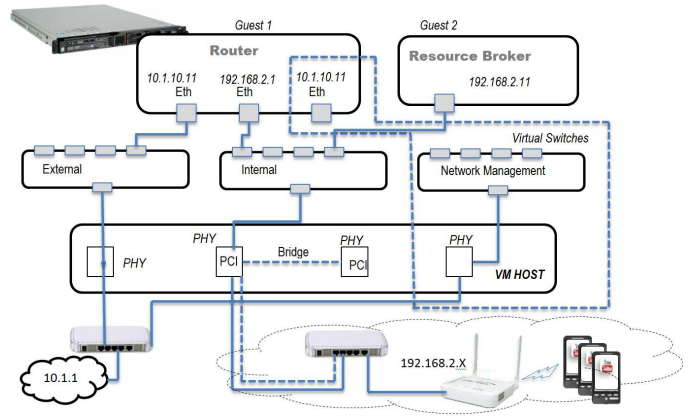 Guest 1
Guest 2
Router
Resource Broker
10.1.10.11
Eth
192.168.2.1
Eth
10.1.10.11
Eth
192.168.2.11
Virtual Switches
External
Internal
Network Management
PHY
PHY
PCI
Bridge
PHY
PCI
PHY
VM HOST
10.1.1
192.168.2.X